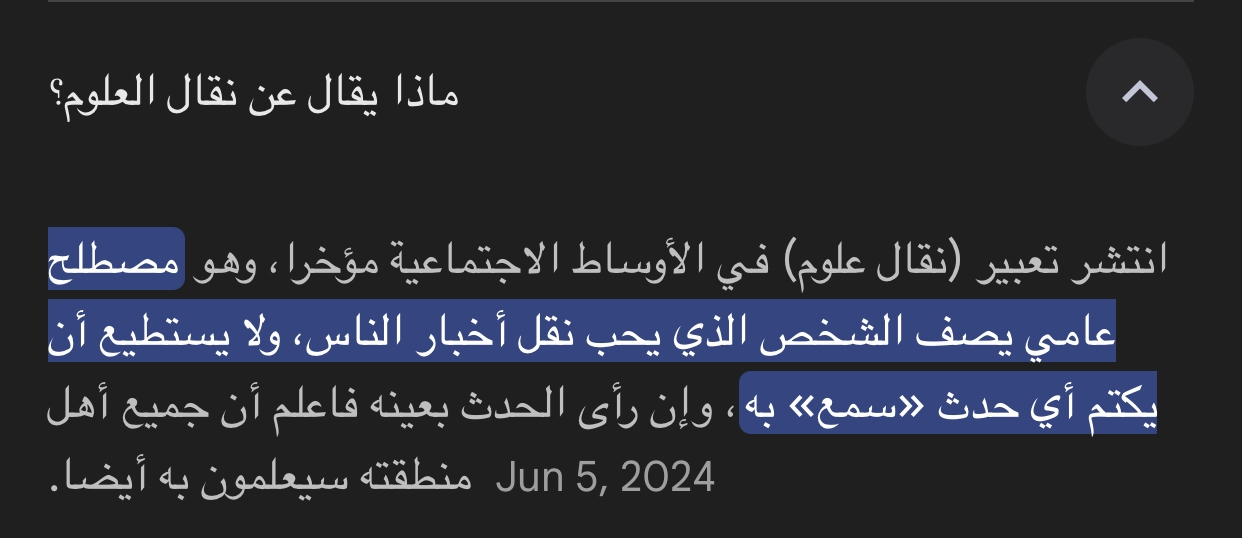 ماذا يقال عن نقال العلوم؟
انتشر تعبير (نقال علوم) في الأوساط الاجتماعية مؤخرا، وهو مصطلح
عامي يصف الشخص الذي يحب نقل أخبار الناس، ولا يستطيع أن
يكتم أي حدث «سمع» به، وإن رأى الحدث بعينه فاعلم أن جميع أهل
منطقته سيعلمون به أيضا. Jun 5, 2024